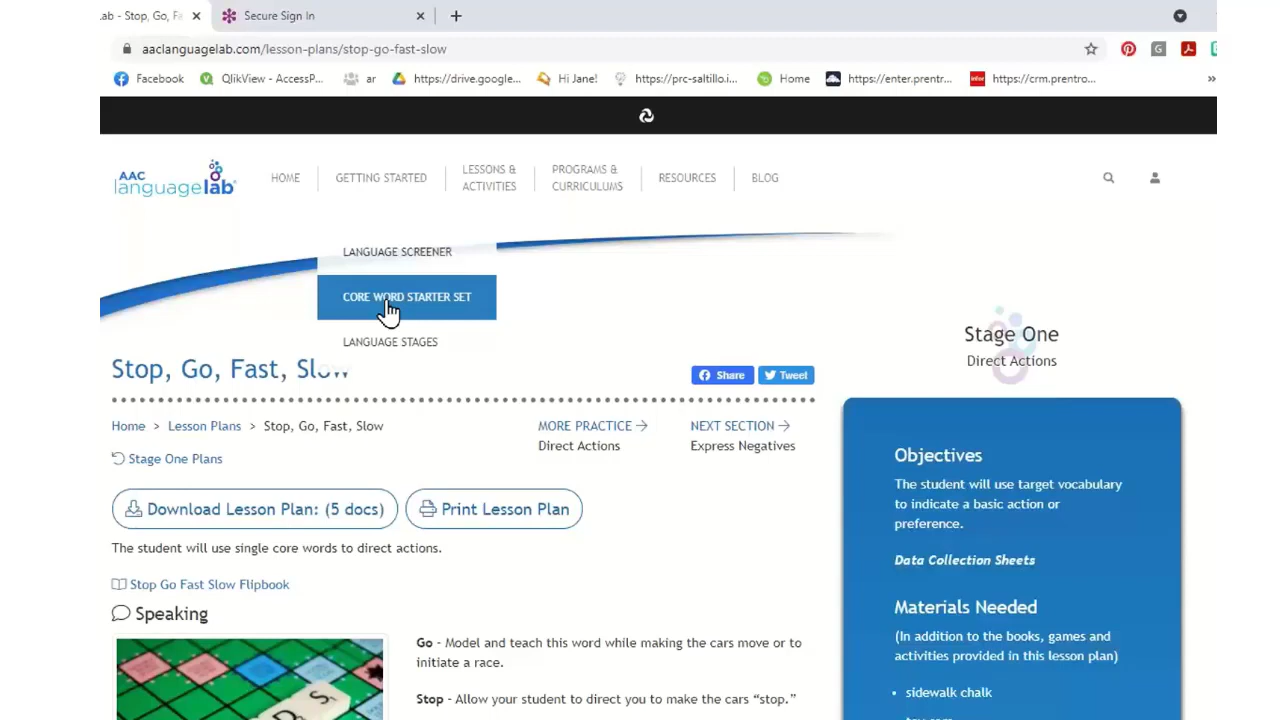 Lab - Stop, Go, Fa
Secure Sign In
aaclanguagelab.com/lesson-plans/stop-go-fast-slow
Facebook
QlikView - AccessP...
ar
https://drive.google...
Hi Jane!
https://prc-saltillo.i...
Home
https://enter.prentr...
https://crm.prentro...
AAC
languagelab
HOME
GETTING STARTED
LESSONS &
ACTIVITIES
PROGRAMS &
CURRICULUMS
RESOURCES
BLOG
LANGUAGE SCREENER
CORE WORD STARTER SET
LANGUAGE STAGES
Stage One
Direct Actions
Stop, Go, Fast, Slow
Share
Tweet
Home > Lesson Plans > Stop, Go, Fast, Slow
MORE PRACTICE
Direct Actions
NEXT SECTION
Express Negatives
Stage One Plans
Download Lesson Plan: (5 docs)
Print Lesson Plan
The student will use single core words to direct actions.
Stop Go Fast Slow Flipbook
Speaking
Go - Model and teach this word while making the cars move or to
initiate a race.
Stop - Allow your student to direct you to make the cars “stop.”
Objectives
The student will use target vocabulary
to indicate a basic action or
preference.
Data Collection Sheets
Materials Needed
(In addition to the books, games and
activities provided in this lesson plan)
• sidewalk chalk